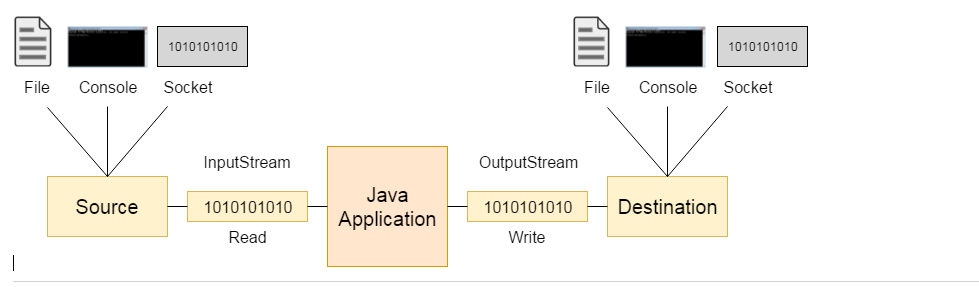 1010101010
1010101010
File
Console
Socket
File
Console
Socket
InputStream
OutputStream
Java
Application
Source
1010101010
1010101010
Destination
Read
Write